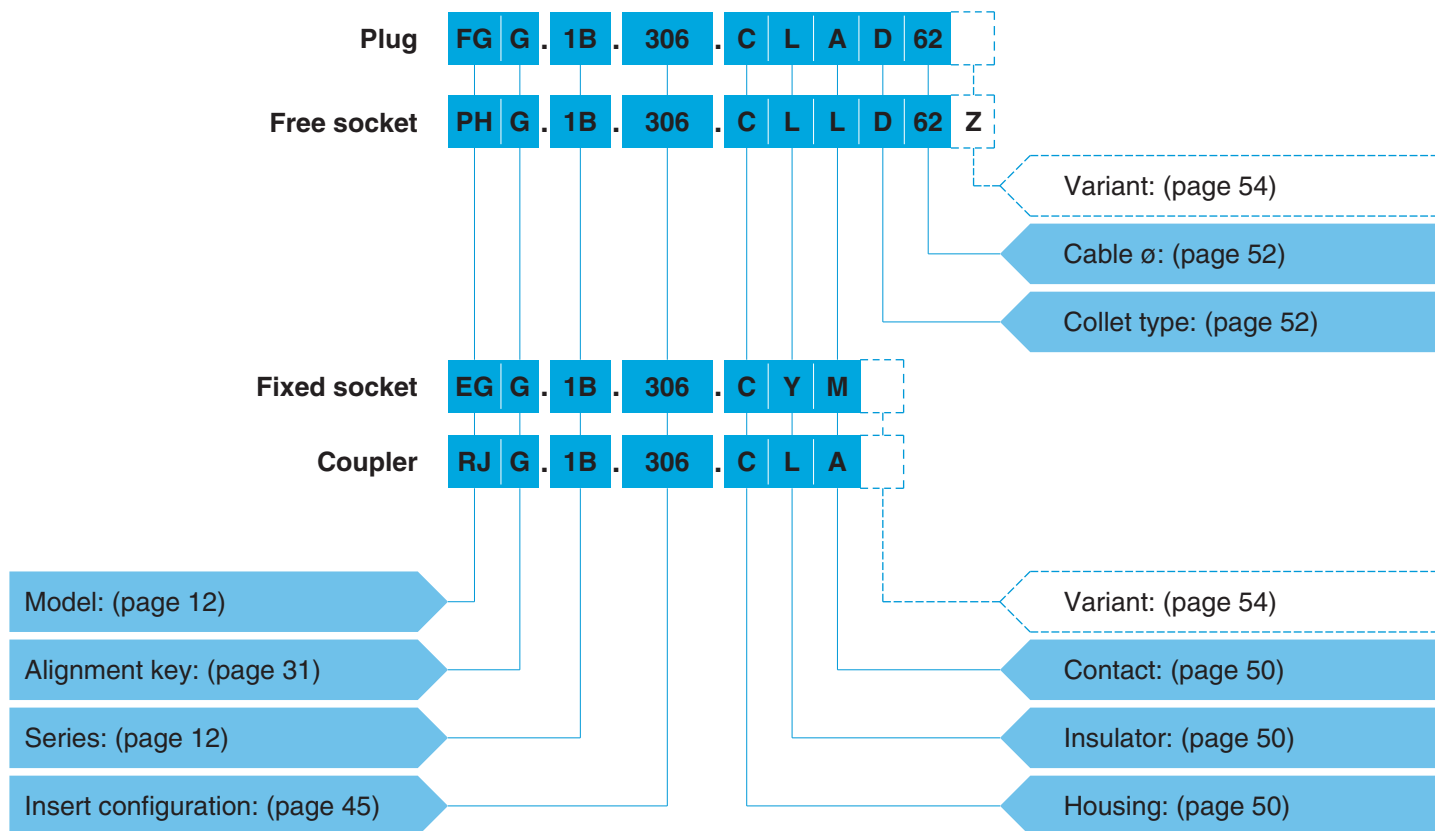 Plug FG G . 1B . 306 . C L A D 62
Free socket PH G . 1B . 306 . C L L D 62 Z
Variant: (page 54)
Cable ø: (page 52)
Collet type: (page 52)
Fixed socket EG G . 1B . 306 . C Y M
Coupler RJ G . 1B . 306 . C L A
Model: (page 12)
Variant: (page 54)
Alignment key: (page 31)
Contact: (page 50)
Series: (page 12)
Insulator: (page 50)
Insert configuration: (page 45)
Housing: (page 50)